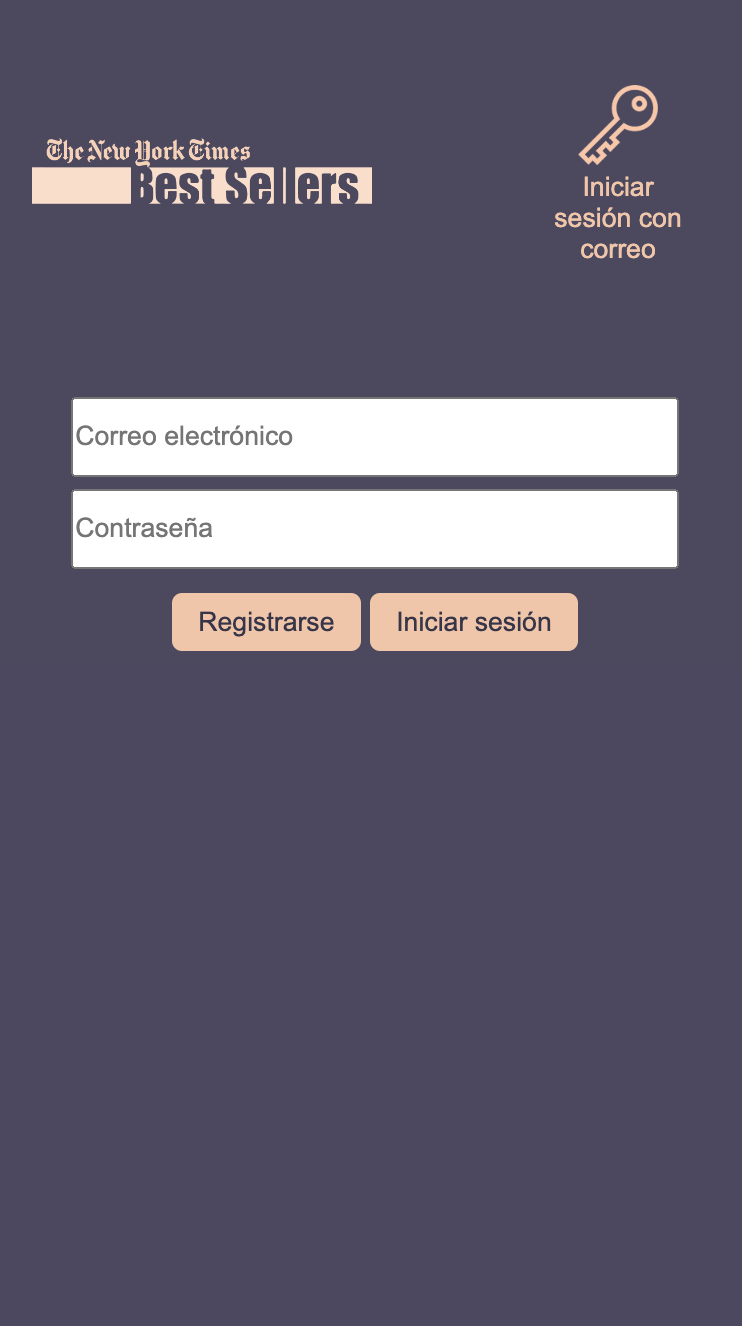 The New York Times
Best Sellers
Iniciar
sesión con
correo
Correo electrónico
Contraseña
Registrarse
Iniciar sesión